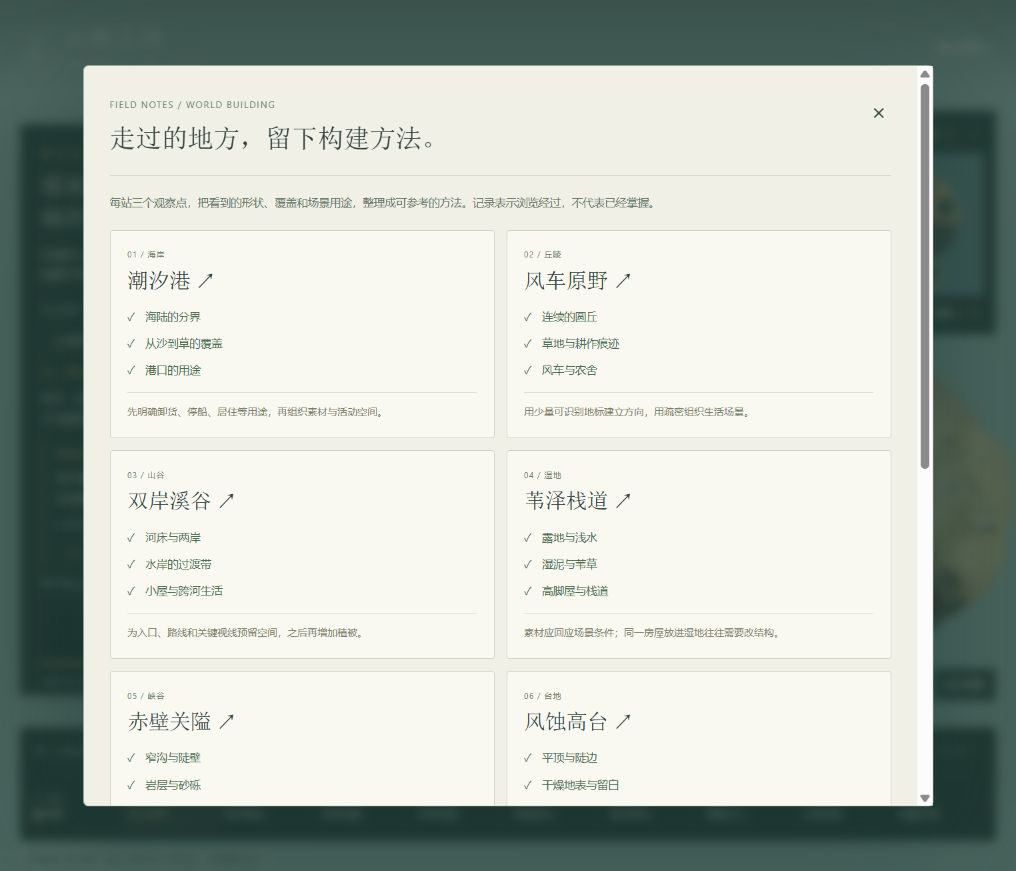 FIELD NOTES / WORLD BUILDING
走过的地方，留下构建方法。
每站三个观察点，把看到的形状、覆盖和场景用途，整理成可参考的方法。记录表示浏览经过，不代表已经掌握。
01 / 海岸
潮汐港 ↗
✓ 海陆的分界
✓ 从沙到草的覆盖
✓ 港口的用途
先明确卸货、停船、居住等用途，再组织素材与活动空间。
02 / 丘陵
风车原野 ↗
✓ 连续的圆丘
✓ 草地与耕作痕迹
✓ 风车与农舍
用少量可识别地标建立方向，用疏密组织生活场景。
03 / 山谷
双岸溪谷 ↗
✓ 河床与两岸
✓ 水岸的过渡带
✓ 小屋与跨河生活
为入口、路线和关键视线预留空间，之后再增加植被。
04 / 湿地
苇泽栈道 ↗
✓ 露地与浅水
✓ 湿泥与苇草
✓ 高脚屋与栈道
素材应回应场景条件；同一房屋放进湿地往往需要改结构。
05 / 峡谷
赤壁关隘 ↗
✓ 窄沟与陡壁
✓ 岩层与砂砾
06 / 台地
风蚀高台 ↗
✓ 平顶与陡边
✓ 干燥地表与留白